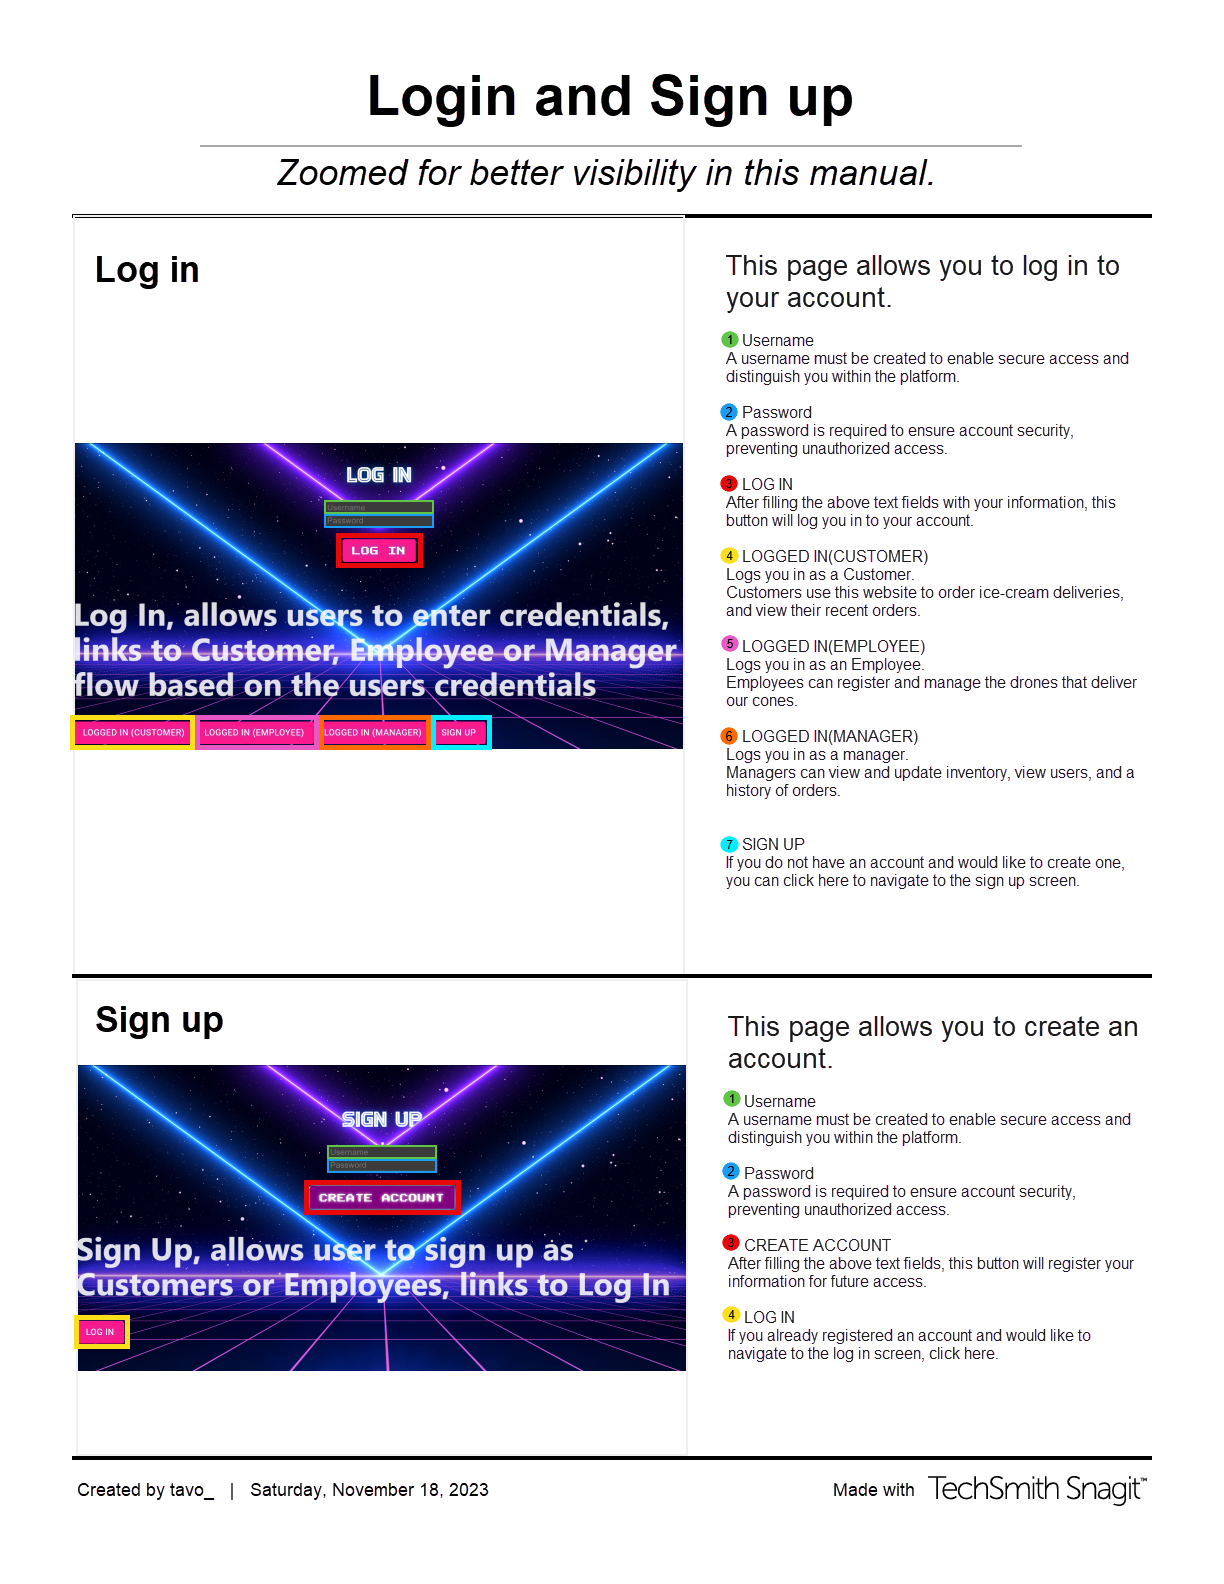 Login and Sign up
Zoomed for better visibility in this manual.
Log in
LOG IN
Username
Password
LOG IN
Log In, allows users to enter credentials,
links to Customer, Employee or Manager
flow based on the users credentials
LOGGED IN (CUSTOMER) LOGGED IN (EMPLOYEE) LOGGED IN (MANAGER) SIGN UP
This page allows you to log in to
your account.
1 Username
A username must be created to enable secure access and
distinguish you within the platform.
2 Password
A password is required to ensure account security,
preventing unauthorized access.
3 LOG IN
After filling the above text fields with your information, this
button will log you in to your account.
4 LOGGED IN(CUSTOMER)
Logs you in as a Customer.
Customers use this website to order ice-cream deliveries,
and view their recent orders.
5 LOGGED IN(EMPLOYEE)
Logs you in as an Employee.
Employees can register and manage the drones that deliver
our cones.
6 LOGGED IN(MANAGER)
Logs you in as a manager.
Managers can view and update inventory, view users, and a
history of orders.
7 SIGN UP
If you do not have an account and would like to create one,
you can click here to navigate to the sign up screen.
Sign up
SIGN UP
Username
Password
CREATE ACCOUNT
Sign Up, allows user to sign up as
Customers or Employees, links to Log In
LOG IN
This page allows you to create an
account.
1 Username
A username must be created to enable secure access and
distinguish you within the platform.
2 Password
A password is required to ensure account security,
preventing unauthorized access.
3 CREATE ACCOUNT
After filling the above text fields, this button will register your
information for future access.
4 LOG IN
If you already registered an account and would like to
navigate to the log in screen, click here.
Created by tavo_ | Saturday, November 18, 2023
Made with TechSmith Snagit™